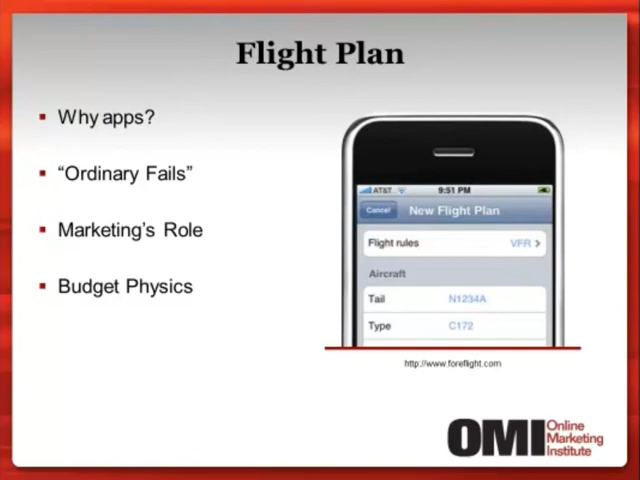 Flight Plan
Why apps?
“Ordinary Fails”
Marketing’s Role
Budget Physics
AT&T 9:51 PM
Cancel New Flight Plan
Flight rules VFR
Aircraft
Tail N1234A
Type C172
http://www.foreflight.com
OMI Online
Marketing
Institute